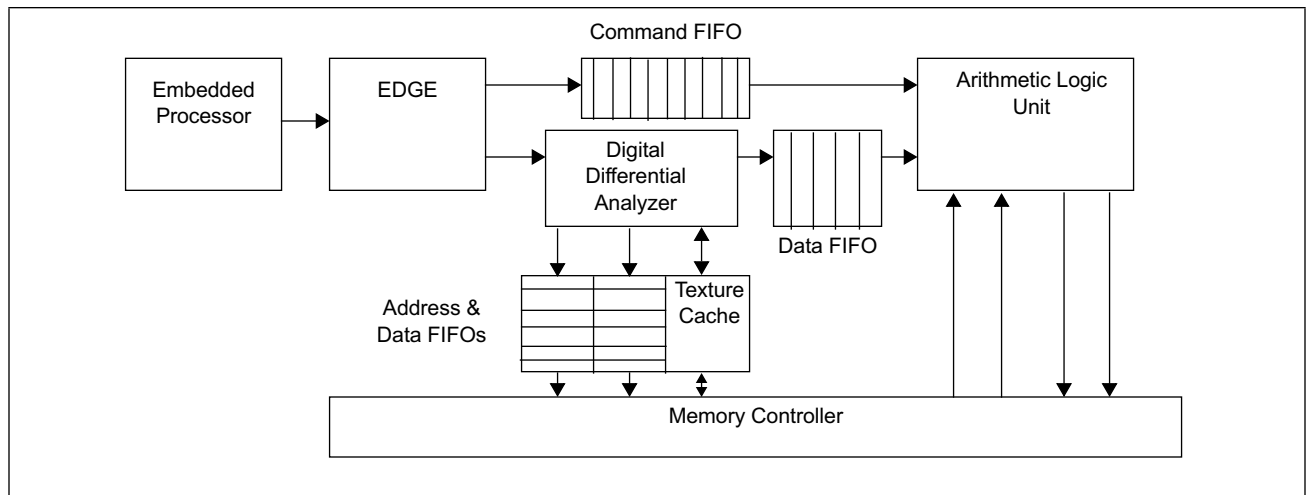 Command FIFO
Embedded
Processor
EDGE
Arithmetic Logic
Unit
Digital
Differential
Analyzer
Data FIFO
Address &
Data FIFOs
Texture
Cache
Memory Controller